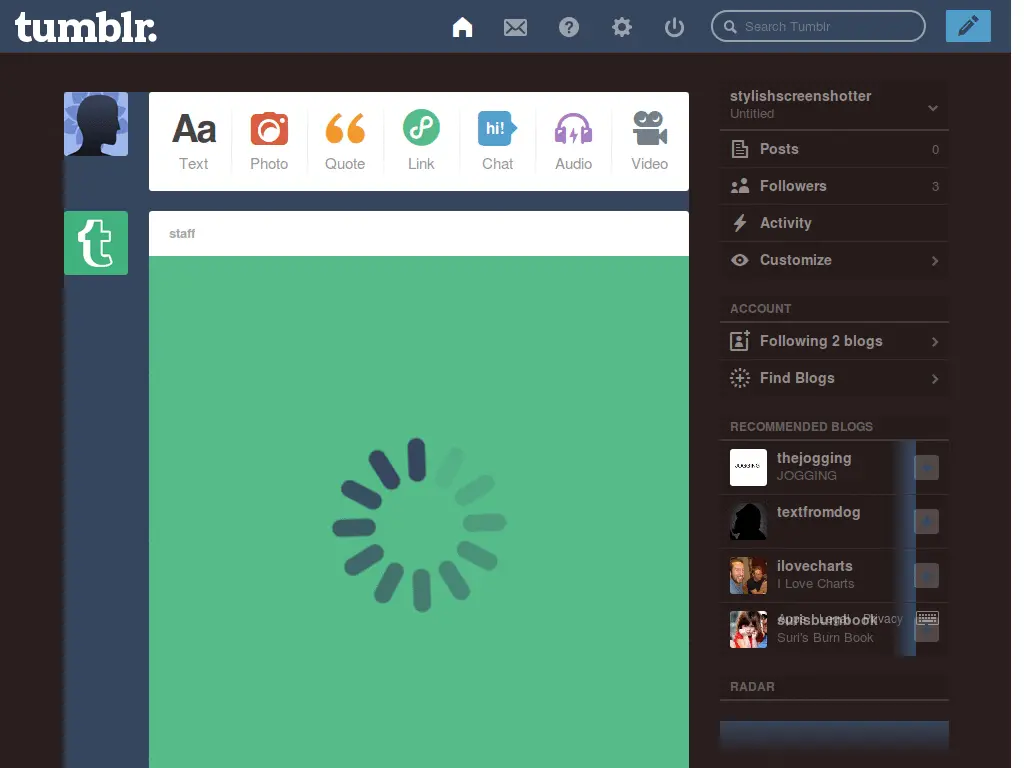 tumblr.
Search Tumblr
Aa
Text
Photo
Quote
Link
hi!
Chat
Audio
Video
t
staff
stylishscreenshotter
Untitled
Posts 0
Followers 3
Activity
Customize
ACCOUNT
Following 2 blogs
Find Blogs
RECOMMENDED BLOGS
JOGGING
thejogging
JOGGING
textfromdog
ilovecharts
I Love Charts
surisburnbook
Apps Legal Privacy
Suri's Burn Book
RADAR